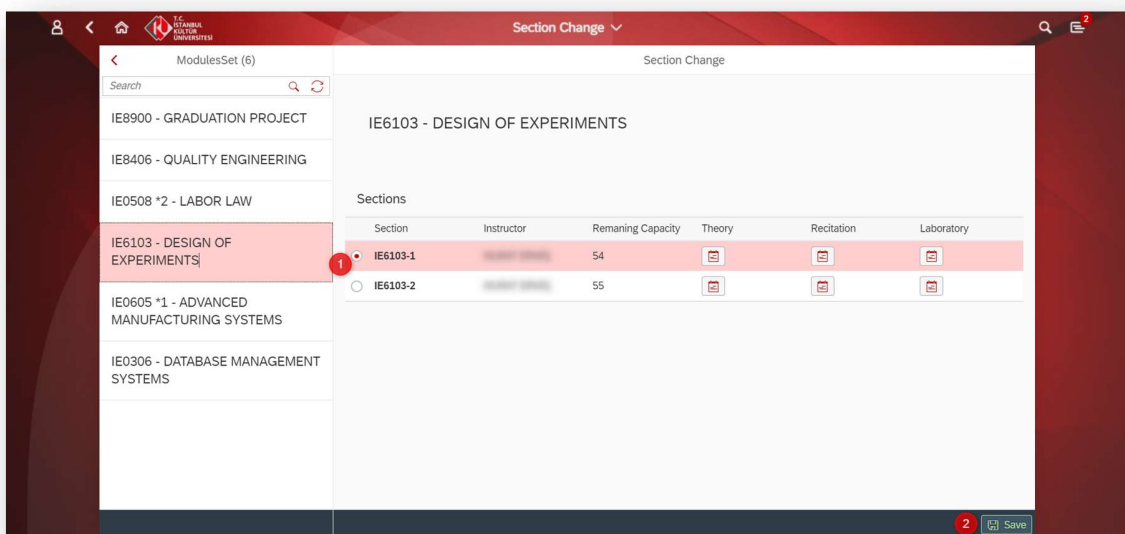 T.C.
İSTANBUL
KÜLTÜR
ÜNİVERSİTESİ
Section Change
2
ModulesSet (6)
Section Change
Search
IE8900 - GRADUATION PROJECT
IE8406 - QUALITY ENGINEERING
IE0508 *2 - LABOR LAW
IE6103 - DESIGN OF
EXPERIMENTS
IE0605 *1 - ADVANCED
MANUFACTURING SYSTEMS
IE0306 - DATABASE MANAGEMENT
SYSTEMS
IE6103 - DESIGN OF EXPERIMENTS
Sections
Section Instructor Remaning Capacity Theory Recitation Laboratory
1 IE6103-1 54
IE6103-2 55
2 Save